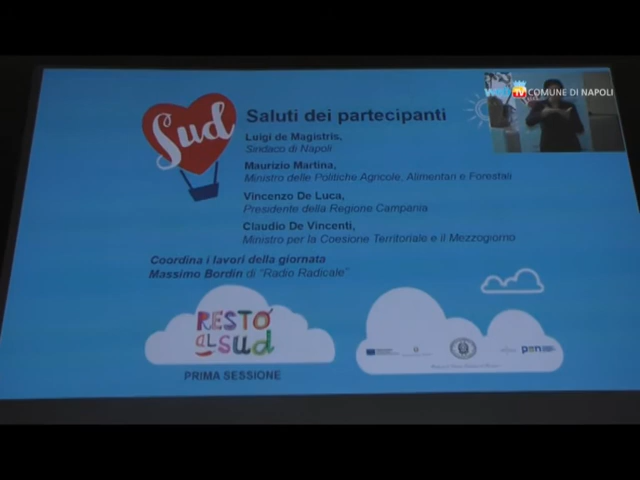 WEB TV COMUNE DI NAPOLI
Sud
Saluti dei partecipanti
Luigi de Magistris,
Sindaco di Napoli
Maurizio Martina,
Ministro delle Politiche Agricole, Alimentari e Forestali
Vincenzo De Luca,
Presidente della Regione Campania
Claudio De Vincenti,
Ministro per la Coesione Territoriale e il Mezzogiorno
Coordina i lavori della giornata
Massimo Bordin di “Radio Radicale”
RESTO
AL SUD
PRIMA SESSIONE
pon